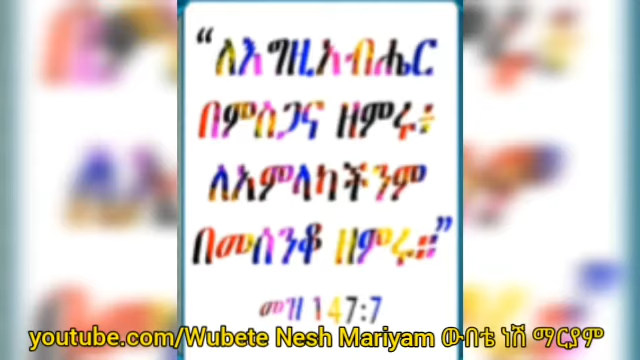 “ለእግዚአብሔር
በምስጋና ዘምሩ፥
ለአምላካችንም
በመሰንቆ ዘምሩ።”
መዝ 147:7
youtube.com/Wubete Nesh Mariyam ውበቴ ነሽ ማርያም